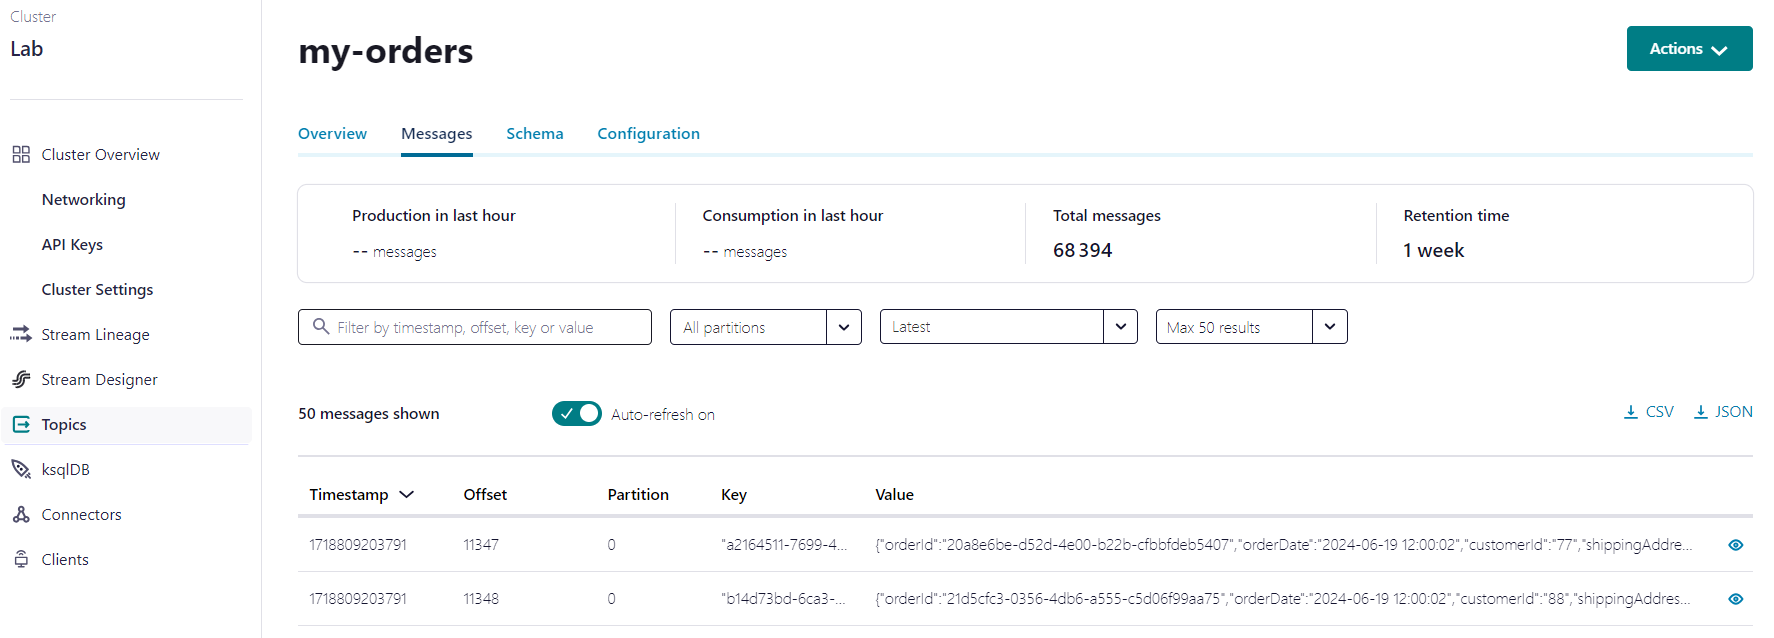 Cluster
Lab
Cluster Overview
Networking
API Keys
Cluster Settings
Stream Lineage
Stream Designer
Topics
ksqlDB
Connectors
Clients
my-orders
Actions
Overview Messages Schema Configuration
Production in last hour Consumption in last hour Total messages Retention time
-- messages -- messages 68 394 1 week
Filter by timestamp, offset, key or value All partitions Latest Max 50 results
50 messages shown Auto-refresh on CSV JSON
Timestamp Offset Partition Key Value
1718809203791 11347 0 "a2164511-7699-4... {"orderId":"20a8e6be-d52d-4e00-b22b-cfbbfdeb5407","orderDate":"2024-06-19 12:00:02","customerId":"77","shippingAddre...
1718809203791 11348 0 "b14d73bd-6ca3-... {"orderId":"21d5cfc3-0356-4db6-a555-c5d06f99aa75","orderDate":"2024-06-19 12:00:02","customerId":"88","shippingAddres...